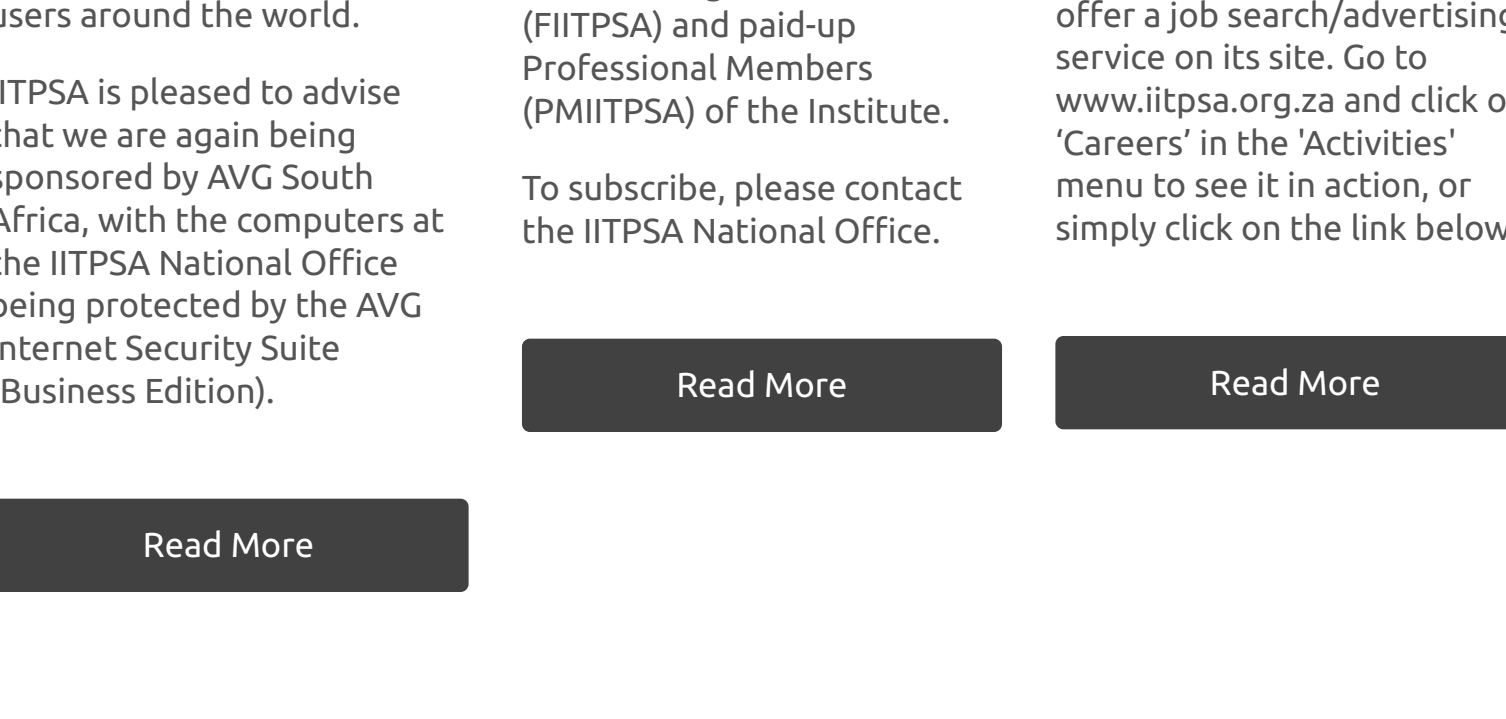 users around the world.
IITPSA is pleased to advise
that we are again being
sponsored by AVG South
Africa, with the computers at
the IITPSA National Office
being protected by the AVG
Internet Security Suite
(Business Edition).
Read More
(FIITPSA) and paid-up
Professional Members
(PMIITPSA) of the Institute.
To subscribe, please contact
the IITPSA National Office.
Read More
offer a job search/advertising
service on its site. Go to
www.iitpsa.org.za and click o
‘Careers’ in the 'Activities'
menu to see it in action, or
simply click on the link below
Read More